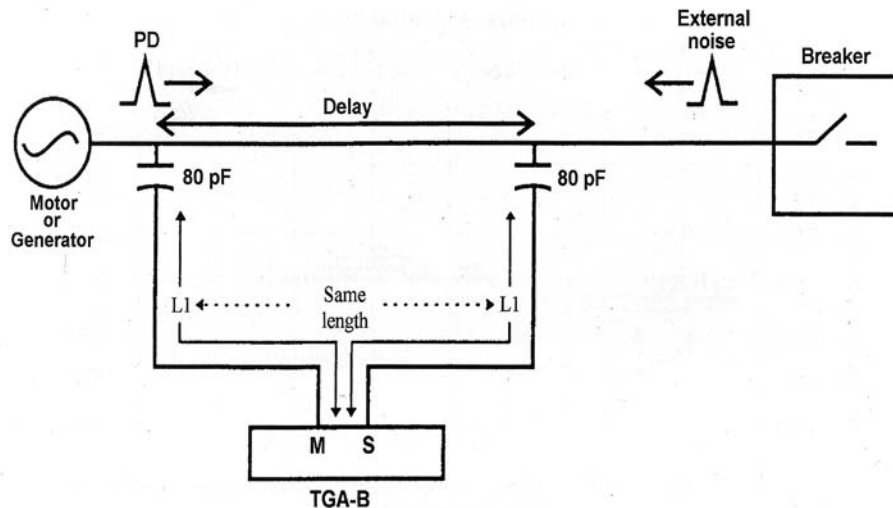 PD
External
noise
Breaker
Delay
80 pF
80 pF
Motor
or
Generator
L1
Same
length
L1
M
S
TGA-B